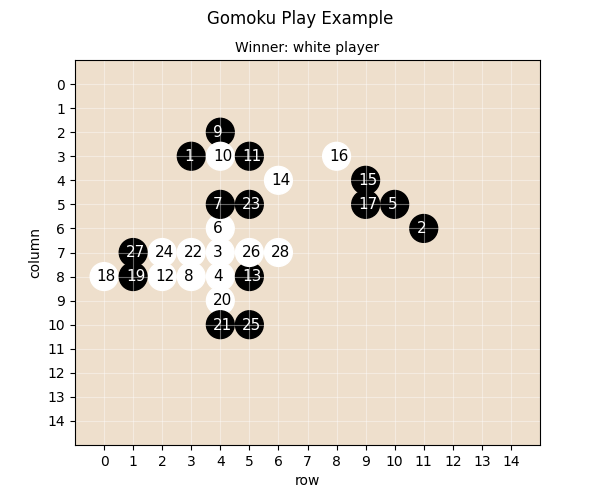 Gomoku Play Example
Winner: white player
0
1
2 9
3 1 10 11 16
4 14 15
5 7 23 17 5
6 6 2
7 27 24 22 3 26 28
8 18 19 12 8 4 13
9 20
10 21 25
11
12
13
14
column
0 1 2 3 4 5 6 7 8 9 10 11 12 13 14
row